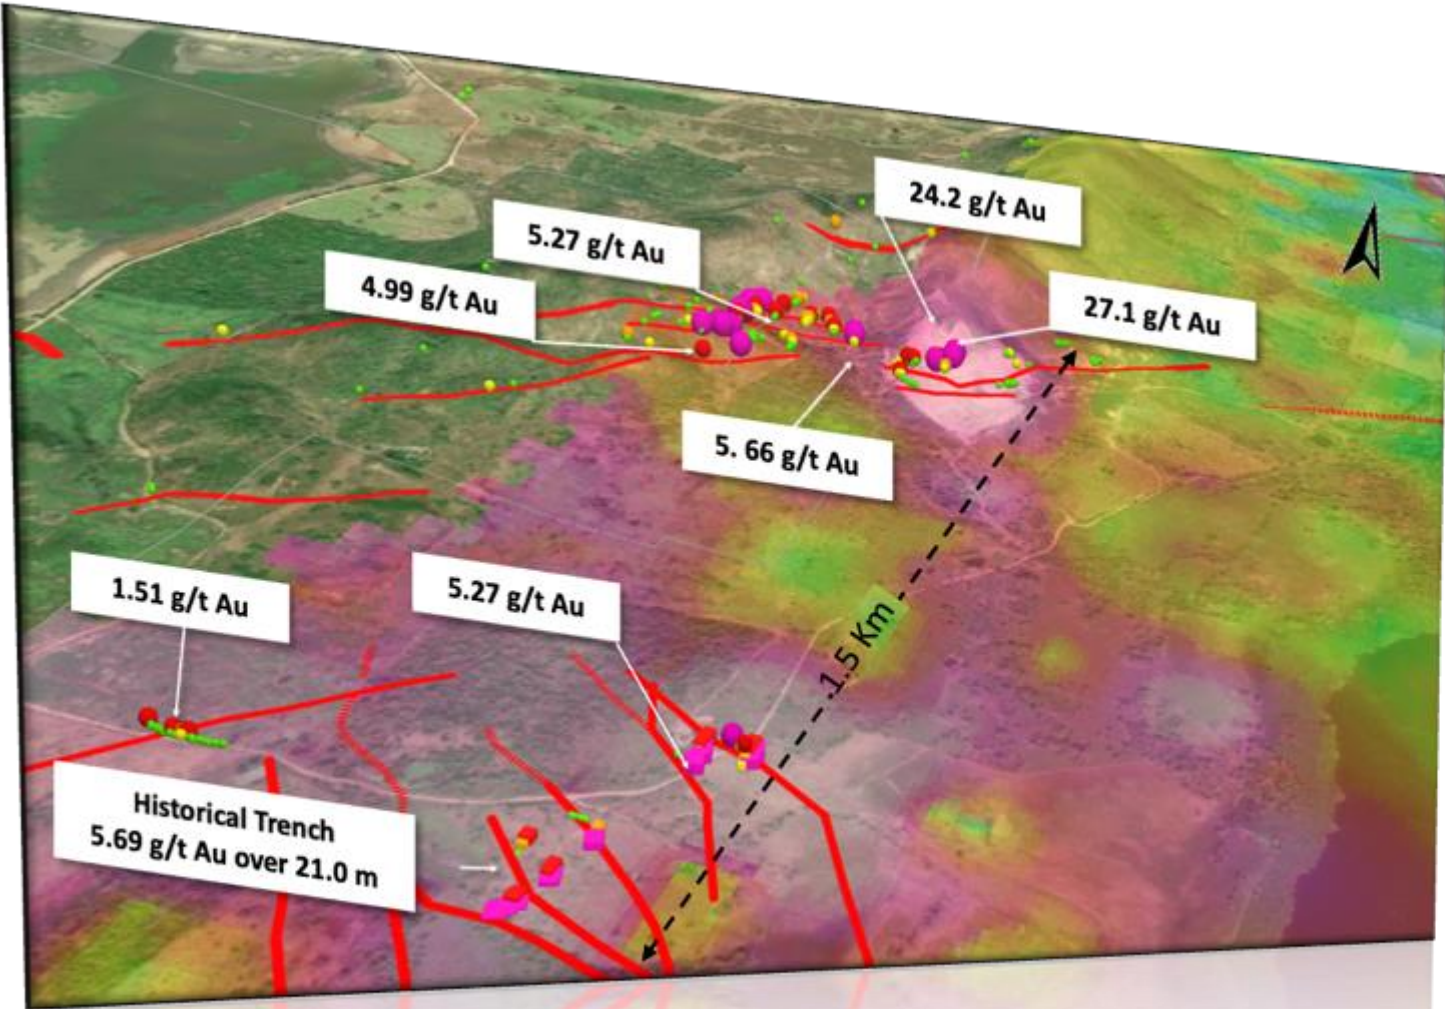 24.2 g/t Au
5.27 g/t Au
4.99 g/t Au
27.1 g/t Au
5. 66 g/t Au
1.51 g/t Au
5.27 g/t Au
1.5 Km
Historical Trench
5.69 g/t Au over 21.0 m